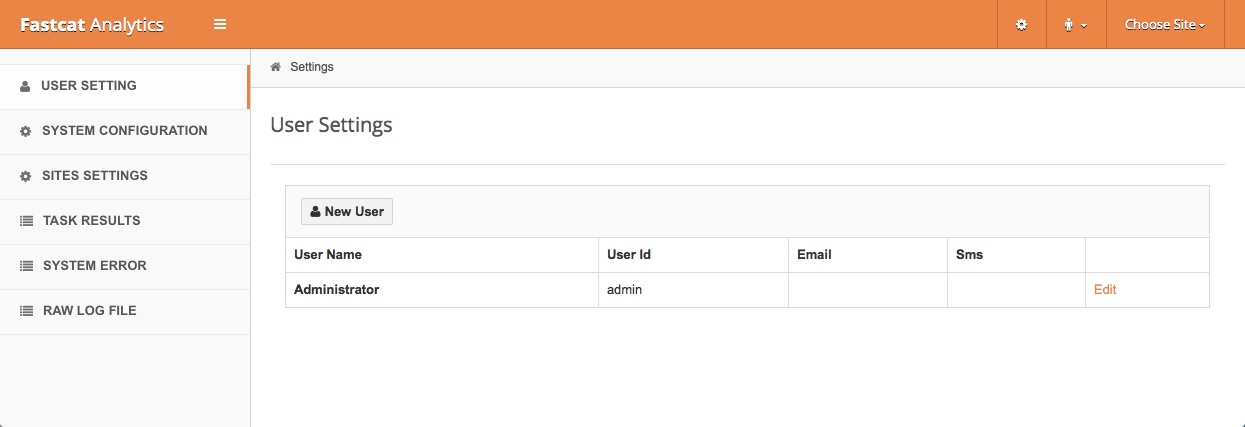 Fastcat Analytics
Choose Site
USER SETTING
SYSTEM CONFIGURATION
SITES SETTINGS
TASK RESULTS
SYSTEM ERROR
RAW LOG FILE
Settings
User Settings
New User
User Name User Id Email Sms
Administrator admin Edit